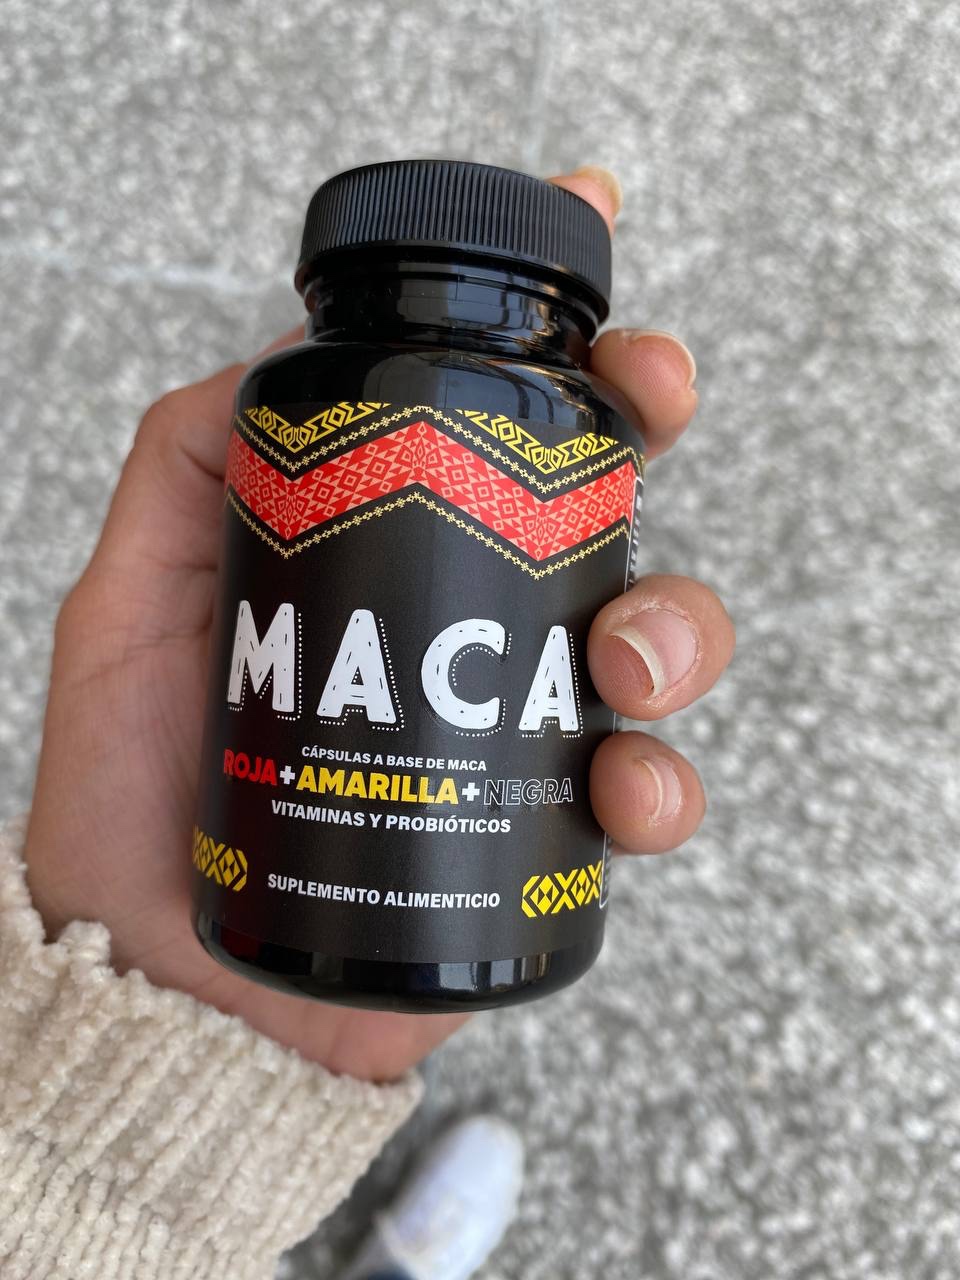 MACA
CÁPSULAS A BASE DE MACA
ROJA+AMARILLA+NEGRA
VITAMINAS Y PROBIÓTICOS
SUPLEMENTO ALIMENTICIO